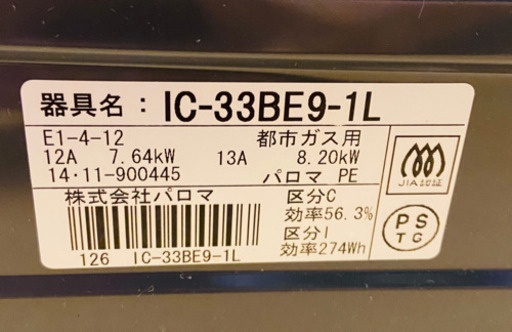 器具名：IC-33BE9-1L
E1-4-12 都市ガス用
12A 7.64kW 13A 8.20kW
14・11-900445 パロマ PE
株式会社パロマ 区分C
効率56.3%
区分I
効率274Wh
126 IC-33BE9-1L
JIA認証
PS
TG